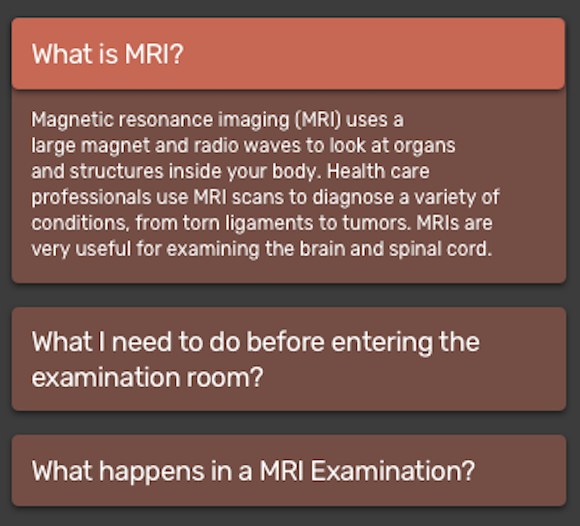 What is MRI?
Magnetic resonance imaging (MRI) uses a
large magnet and radio waves to look at organs
and structures inside your body. Health care
professionals use MRI scans to diagnose a variety of
conditions, from torn ligaments to tumors. MRIs are
very useful for examining the brain and spinal cord.
What I need to do before entering the
examination room?
What happens in a MRI Examination?